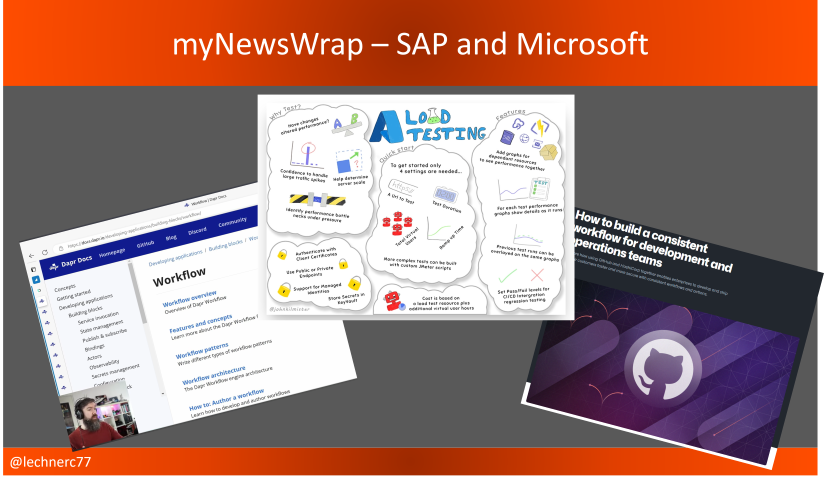 myNewsWrap – SAP and Microsoft
Why Test?
Have changes
altered performance?
A
B
Confidence to handle
large traffic spikes
Help determine
server scale
Identify performance bottle
necks under pressure
A LOAD
TESTING
Quick start
To get started only
4 settings are needed...
A Url to Test
Test Duration
Total Virtual
Users
Ramp up Time
More complex tests can be built
with custom JMeter scripts
Features
Add graphs for
dependant resources
to see performance together
For each test performance
graphs show details as it runs
Previous test runs can be
overlayed on the same graphs
Set Pass/fail levels for
CI/CD intergration
regression testing
Authenticate with
Client Certificates
Use Public or Private
Endpoints
Support for Managed
Identities
Store Secrets in
KeyVault
Cost is based on
a load test resource plus
additional virtual user hours
Workflow | Dapr Docs
Dapr Docs
Homepage
GitHub
Blog
Discord
Community
Concepts
Getting started
Developing applications
Building blocks
Service invocation
State management
Publish & subscribe
Bindings
Actors
Observability
Secrets management
Configuration
Developing applications / Building blocks /
Workflow
Workflow overview
Overview of Dapr Workflow
Features and concepts
Learn more about the Dapr Workflow
Workflow patterns
Write different types of workflow patterns
Workflow architecture
The Dapr Workflow engine architecture
How to: Author a workflow
Learn how to develop and author workflows
How to build a consistent
workflow for development and
operations teams
@lechnerc77